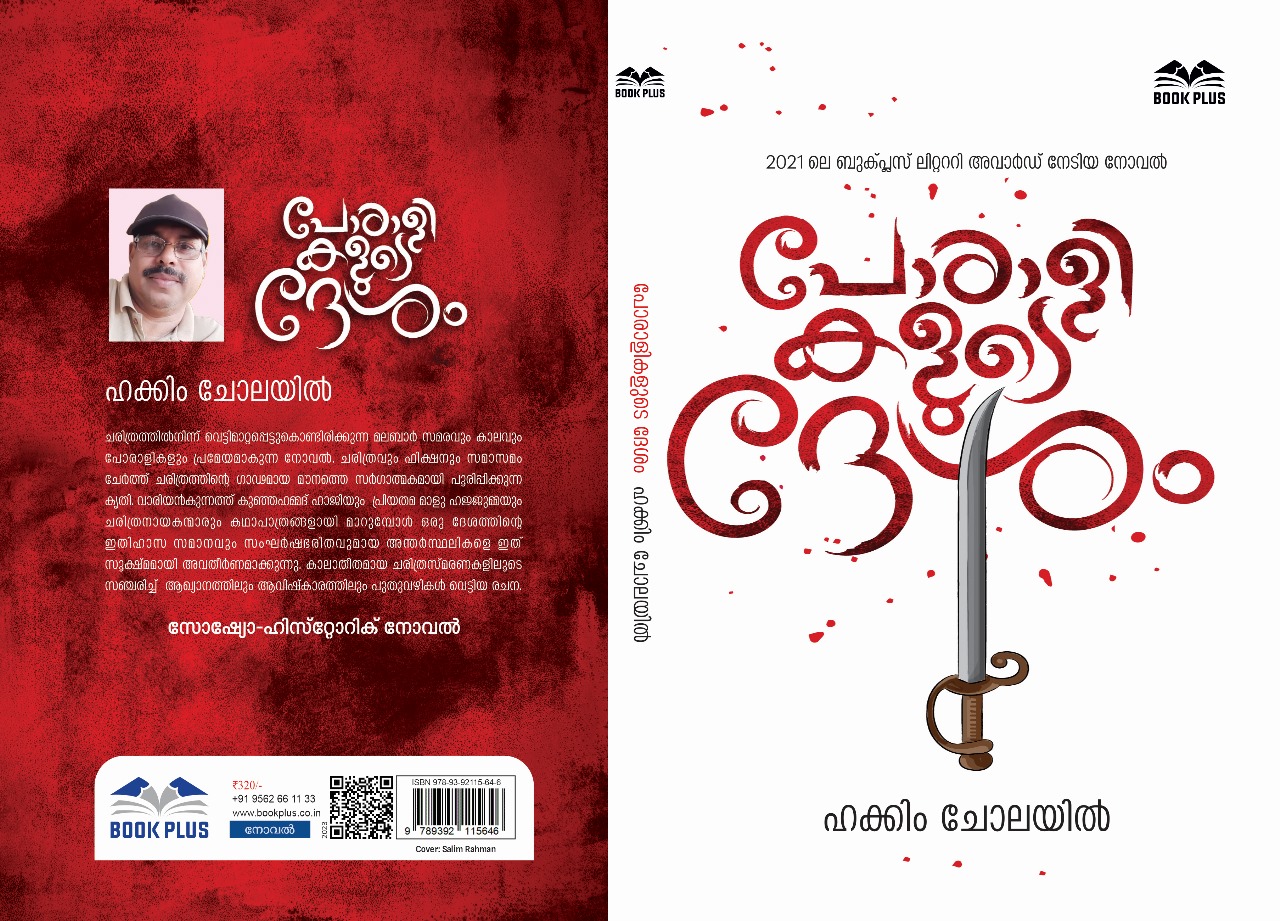 പോരാളി
കളുടെ
ദേശം
ഹക്കിം ചോലയിൽ
ചരിത്രത്തിൽനിന്ന് വെട്ടിമാറ്റപ്പെട്ടുകൊണ്ടിരിക്കുന്ന മലബാർ സമരവും കാലവും
പോരാളികളും പ്രമേയമാകുന്ന നോവൽ. ചരിത്രവും ഫിക്ഷനും സമാസമം
ചേർത്ത് ചരിത്രത്തിന്റെ ഗാഢമായ മാനത്തെ സർഗാത്മകമായി പൂരിപ്പിക്കുന്ന
കൃതി. വാരിയൻകുന്നത്ത് കുഞ്ഞഹമ്മദ് ഹാജിയും പ്രിയതമ മാളു ഹജ്ജുമ്മയും
ചരിത്രനായകന്മാരും കഥാപാത്രങ്ങളായി മാറുമ്പോൾ ഒരു ദേശത്തിന്റെ
ഇതിഹാസ സമാനവും സംഘർഷഭരിതവുമായ അന്തർസ്ഥലികളെ ഇത്
സൂക്ഷ്മമായി അവതീർണമാക്കുന്നു. കാലാതീതമായ ചരിത്രസ്മരണകളിലൂടെ
സഞ്ചരിച്ച് ആഖ്യാനത്തിലും ആവിഷ്കാരത്തിലും പുതുവഴികൾ വെട്ടിയ രചന.
സോഷ്യോ-ഹിസ്റ്റോറിക് നോവൽ
BOOK PLUS
₹320/-
+91 9562 66 11 33
www.bookplus.co.in
നോവൽ
2023
ISBN 978-93-92115-64-6
9 789392 115646
Cover: Salim Rahman
BOOK PLUS
പോരാളികളുടെ ദേശം ഹക്കിം ചോലയിൽ
BOOK PLUS
2021 ലെ ബുക്പ്ലസ് ലിറ്റററി അവാർഡ് നേടിയ നോവൽ
പോരാളി
കളുടെ
ദേശം
ഹക്കിം ചോലയിൽ